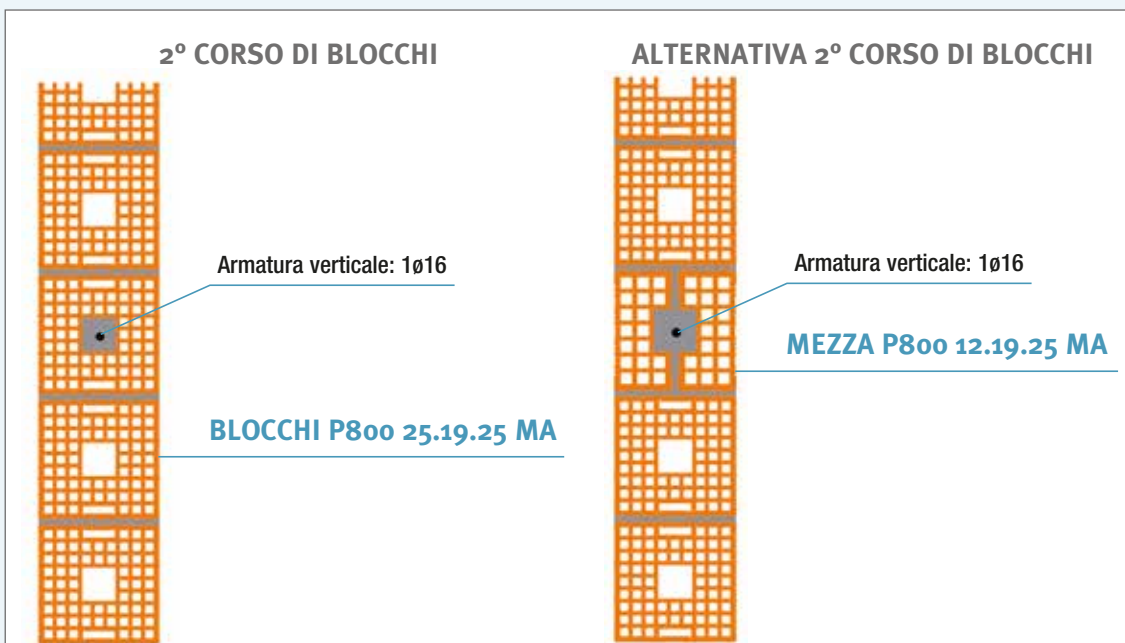 2° CORSO DI BLOCCHI
Armatura verticale: 1ø16
BLOCCHI P800 25.19.25 MA
ALTERNATIVA 2° CORSO DI BLOCCHI
Armatura verticale: 1ø16
MEZZA P800 12.19.25 MA